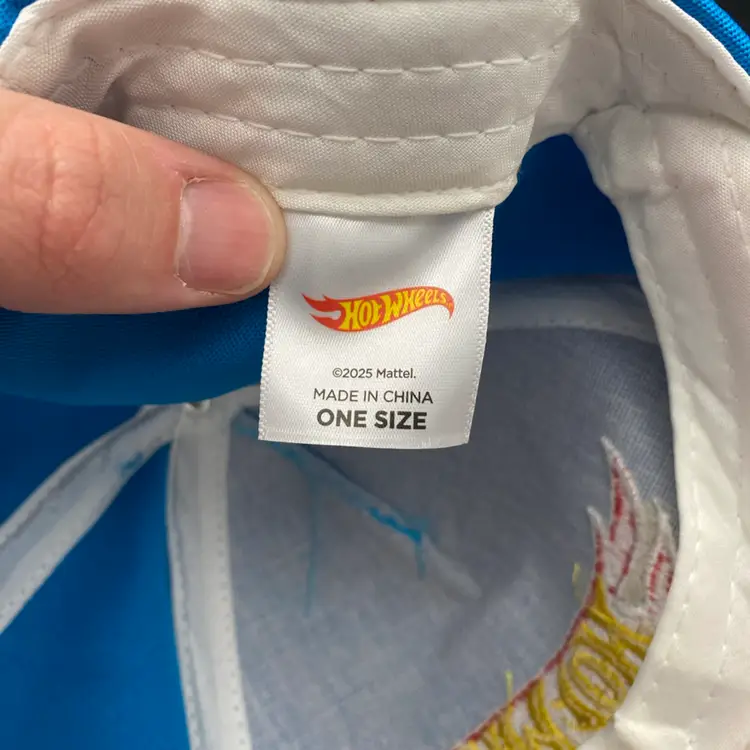 HOT WHEELS
©2025 Mattel.
MADE IN CHINA
ONE SIZE